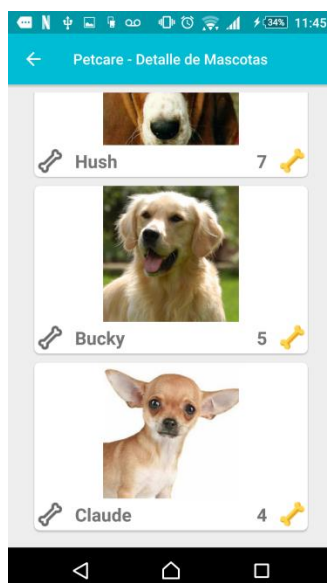 34% 11:45
Petcare - Detalle de Mascotas
Hush 7
Bucky 5
Claude 4